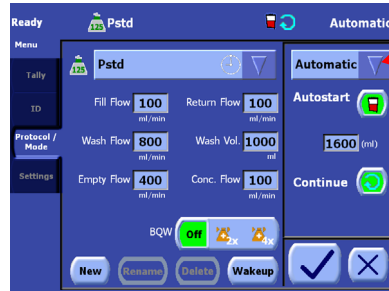 Ready
125
Pstd
Automatic
Menu
Tally
ID
Protocol /
Mode
Settings
125
Pstd
Fill Flow 100
ml/min
Return Flow 100
ml/min
Wash Flow 800
ml/min
Wash Vol. 1000
ml
Empty Flow 400
ml/min
Conc. Flow 100
ml/min
BQW Off 2x 4x
New Rename Delete Wakeup
Automatic
Autostart
1600 (ml)
Continue